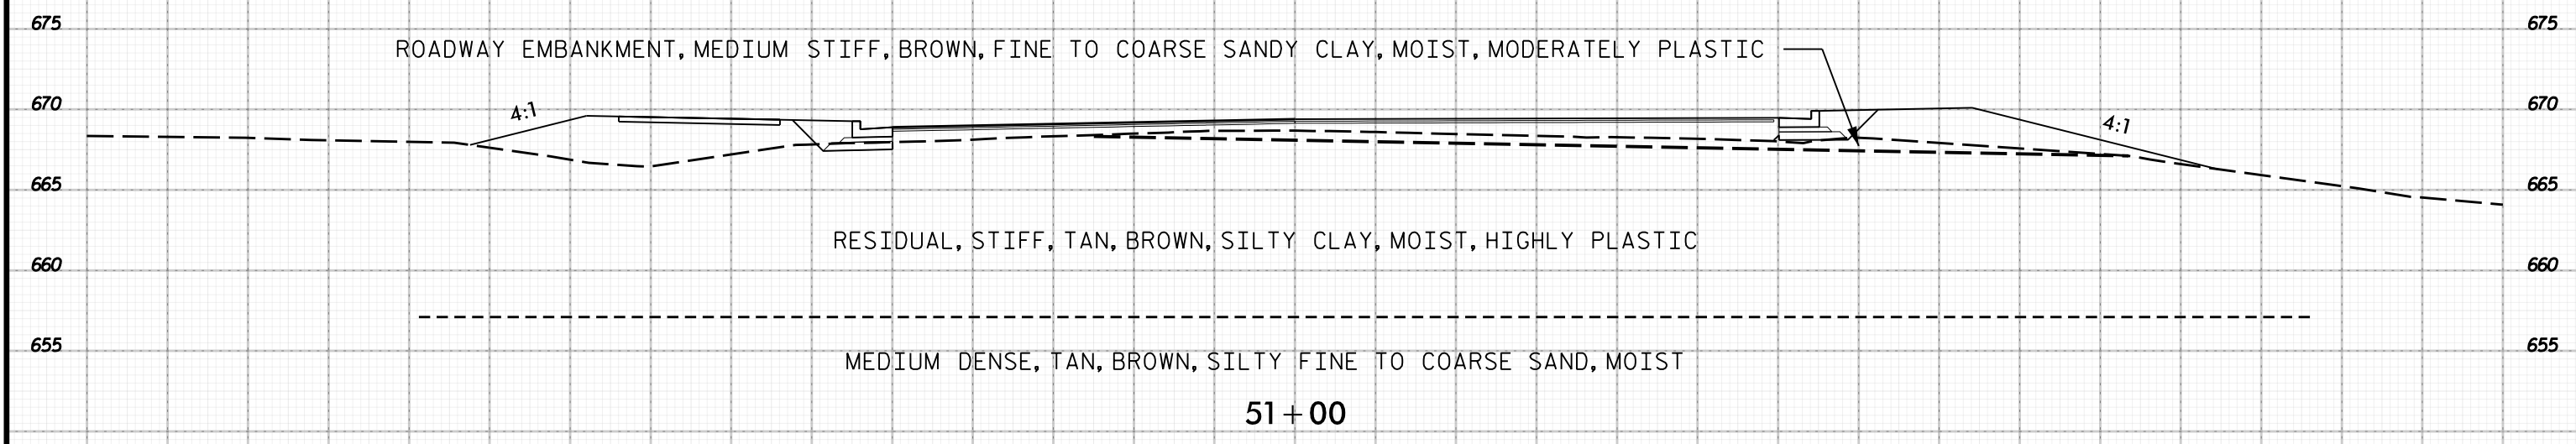 675 675
ROADWAY EMBANKMENT, MEDIUM STIFF, BROWN, FINE TO COARSE SANDY CLAY, MOIST, MODERATELY PLASTIC
670 4:1 4:1 670
665 665
RESIDUAL, STIFF, TAN, BROWN, SILTY CLAY, MOIST, HIGHLY PLASTIC
660 660
655 655
MEDIUM DENSE, TAN, BROWN, SILTY FINE TO COARSE SAND, MOIST
51+00